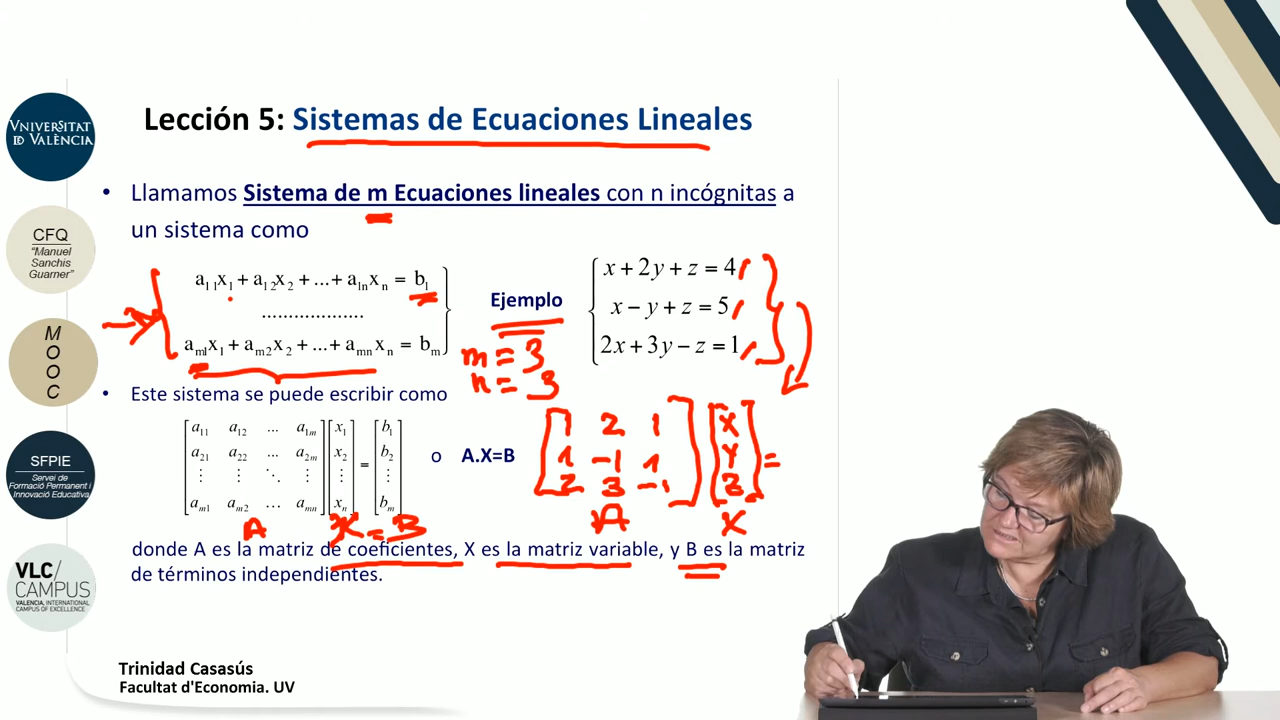 Lección 5: Sistemas de Ecuaciones Lineales
VNIVERSITAT
D VALÈNCIA
CFQ
"Manuel
Sanchis
Guarner"
M
O
O
C
SFPIE
Servei de
Formació Permanent i
Innovació Educativa
VLC/
CAMPUS
VALENCIA, INTERNATIONAL
CAMPUS OF EXCELLENCE
• Llamamos Sistema de m Ecuaciones lineales con n incógnitas a
un sistema como
a₁₁x₁ + a₁₂x₂ + ... + a₁ₙxₙ = b₁
...................
aₘ₁x₁ + aₘ₂x₂ + ... + aₘₙxₙ = bₘ
Ejemplo
m = 3
n = 3
x + 2y + z = 4
x − y + z = 5
2x + 3y − z = 1
• Este sistema se puede escribir como
a₁₁ a₁₂ ... a₁ₘ x₁ b₁
a₂₁ a₂₂ ... a₂ₘ x₂ = b₂
⋮ ⋮ ⋱ ⋮ ⋮ ⋮
aₘ₁ aₘ₂ ... aₘₙ xₙ bₘ
A X = B
o A.X=B
1 2 1 x
1 -1 1 y =
2 3 -1 z
A X
donde A es la matriz de coeficientes, X es la matriz variable, y B es la matriz
de términos independientes.
Trinidad Casasús
Facultat d'Economia. UV